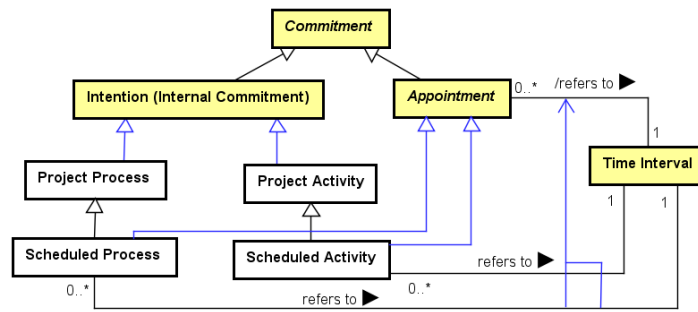 Commitment
Intention (Internal Commitment)
Appointment
0..*
/refers to ▶
1
Time Interval
Project Process
Project Activity
1
1
Scheduled Process
Scheduled Activity
refers to ▶
0..*
0..*
refers to ▶